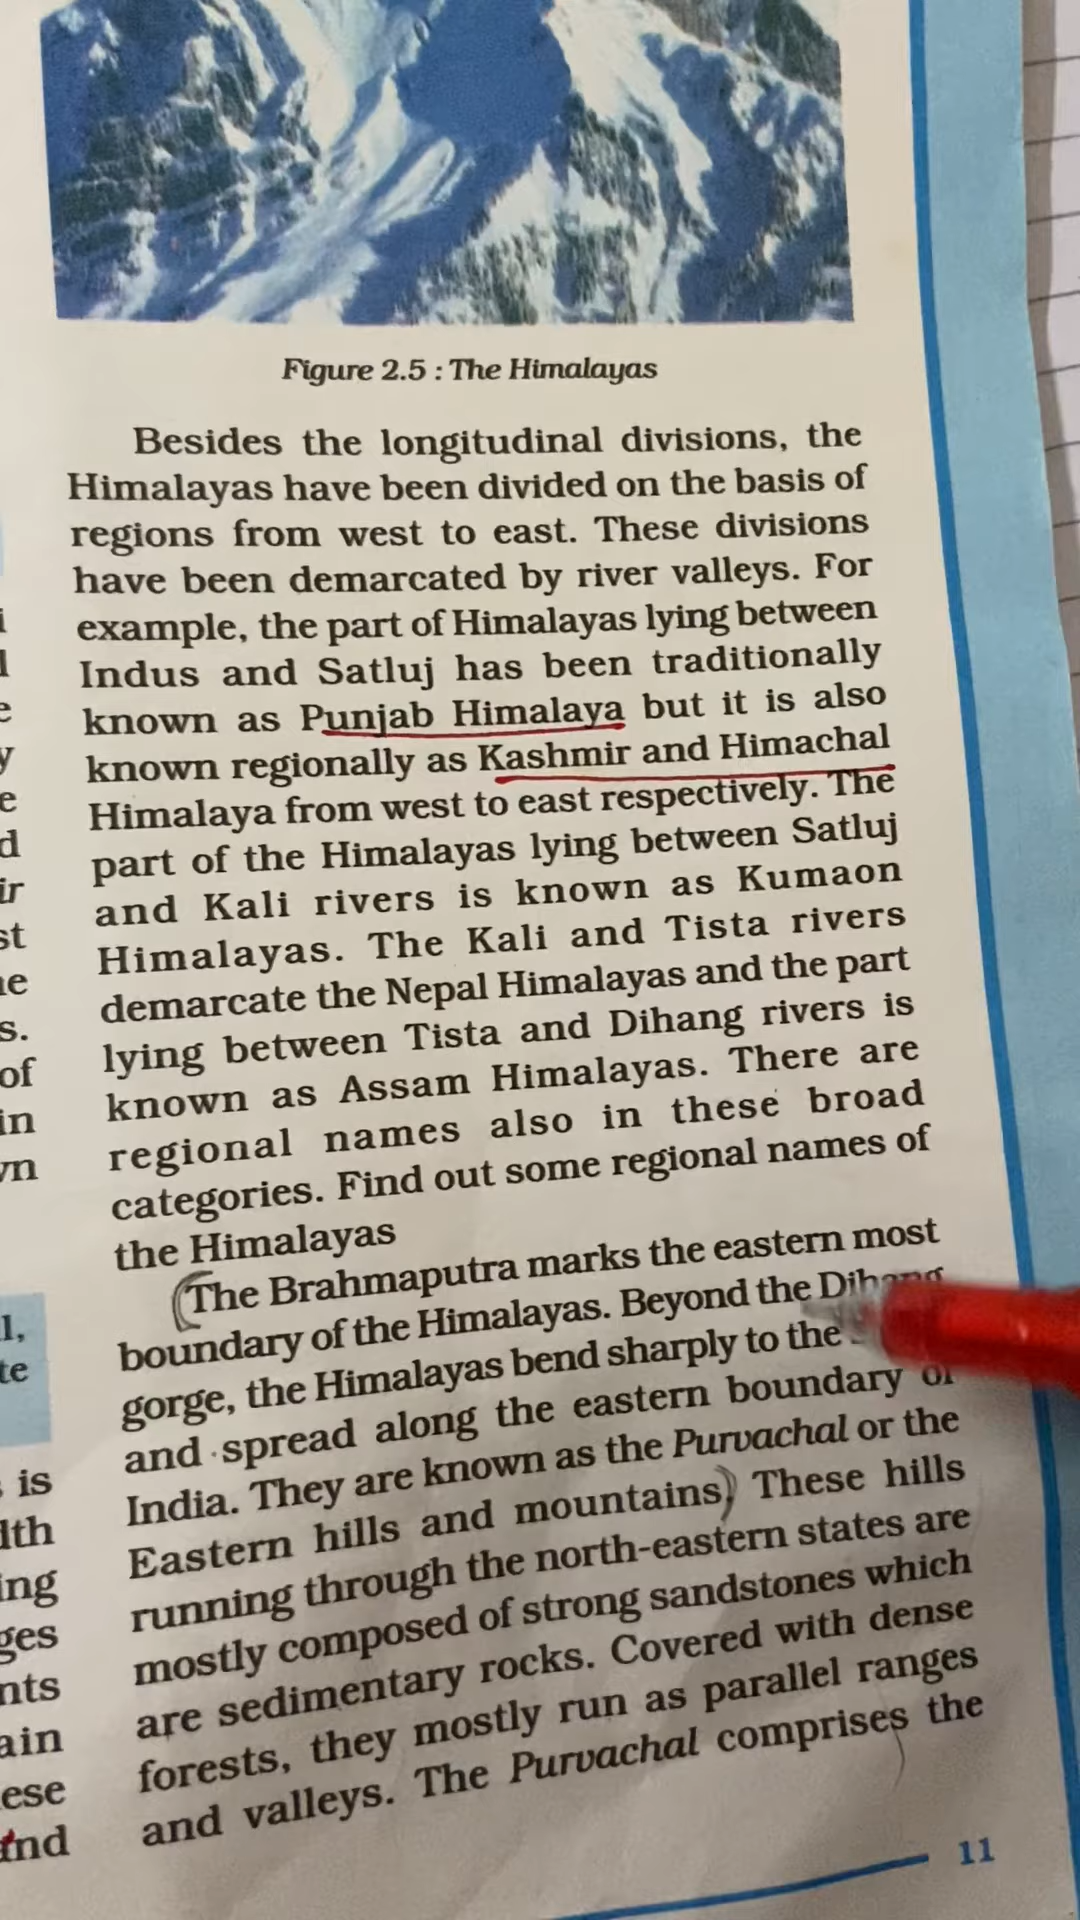 Figure 2.5 : The Himalayas
Besides the longitudinal divisions, the
Himalayas have been divided on the basis of
regions from west to east. These divisions
have been demarcated by river valleys. For
example, the part of Himalayas lying between
Indus and Satluj has been traditionally
known as Punjab Himalaya but it is also
known regionally as Kashmir and Himachal
Himalaya from west to east respectively. The
part of the Himalayas lying between Satluj
and Kali rivers is known as Kumaon
Himalayas. The Kali and Tista rivers
demarcate the Nepal Himalayas and the part
lying between Tista and Dihang rivers is
known as Assam Himalayas. There are
regional names also in these broad
categories. Find out some regional names of
the Himalayas
(The Brahmaputra marks the eastern most
boundary of the Himalayas. Beyond the Dihang
gorge, the Himalayas bend sharply to the
and spread along the eastern boundary of
India. They are known as the Purvachal or the
Eastern hills and mountains) These hills
running through the north-eastern states are
mostly composed of strong sandstones which
are sedimentary rocks. Covered with dense
forests, they mostly run as parallel ranges
and valleys. The Purvachal comprises the
11
of
in
is